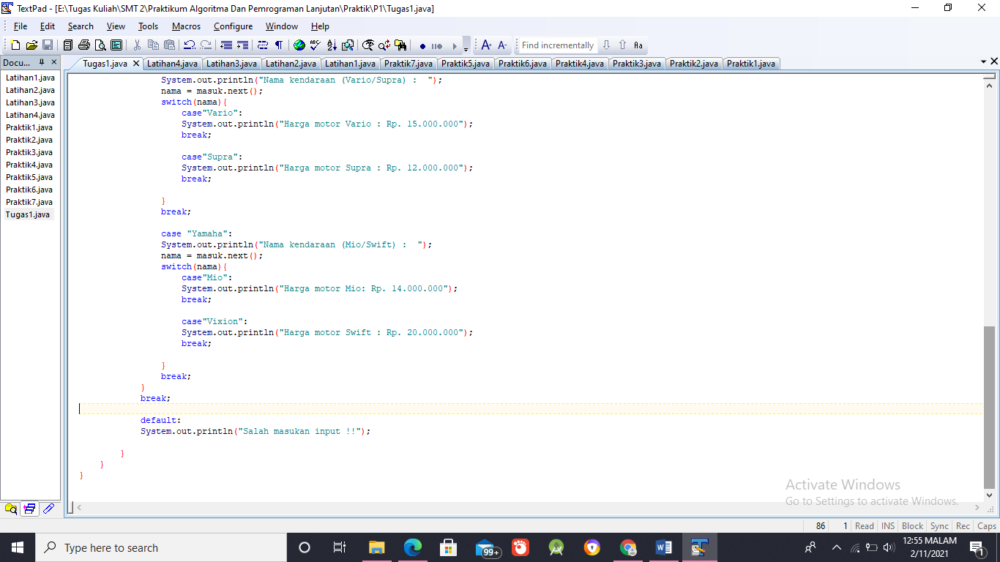 TextPad - [E:\Tugas Kuliah\SMT 2\Praktikum Algoritma Dan Pemrograman Lanjutan\Praktik\P1\Tugas1.java]
File Edit Search View Tools Macros Configure Window Help
Find incrementally Aa
Docu... Tugas1.java Latihan4.java Latihan3.java Latihan2.java Latihan1.java Praktik7.java Praktik5.java Praktik6.java Praktik4.java Praktik3.java Praktik2.java Praktik1.java
Latihan1.java
Latihan2.java
Latihan3.java
Latihan4.java
Praktik1.java
Praktik2.java
Praktik3.java
Praktik4.java
Praktik5.java
Praktik6.java
Praktik7.java
Tugas1.java
System.out.println("Nama kendaraan (Vario/Supra) :  ");
nama = masuk.next();
switch(nama){
case"Vario":
System.out.println("Harga motor Vario : Rp. 15.000.000");
break;
case"Supra":
System.out.println("Harga motor Supra : Rp. 12.000.000");
break;
}
break;
case "Yamaha":
System.out.println("Nama kendaraan (Mio/Swift) :  ");
nama = masuk.next();
switch(nama){
case"Mio":
System.out.println("Harga motor Mio: Rp. 14.000.000");
break;
case"Vixion":
System.out.println("Harga motor Swift : Rp. 20.000.000");
break;
}
break;
}
break;
default:
System.out.println("Salah masukan input !!");
}
}
}
Activate Windows
Go to Settings to activate Windows.
86 1 Read INS Block Sync Rec Caps
Type here to search
99+
12:55 MALAM
2/11/2021
1